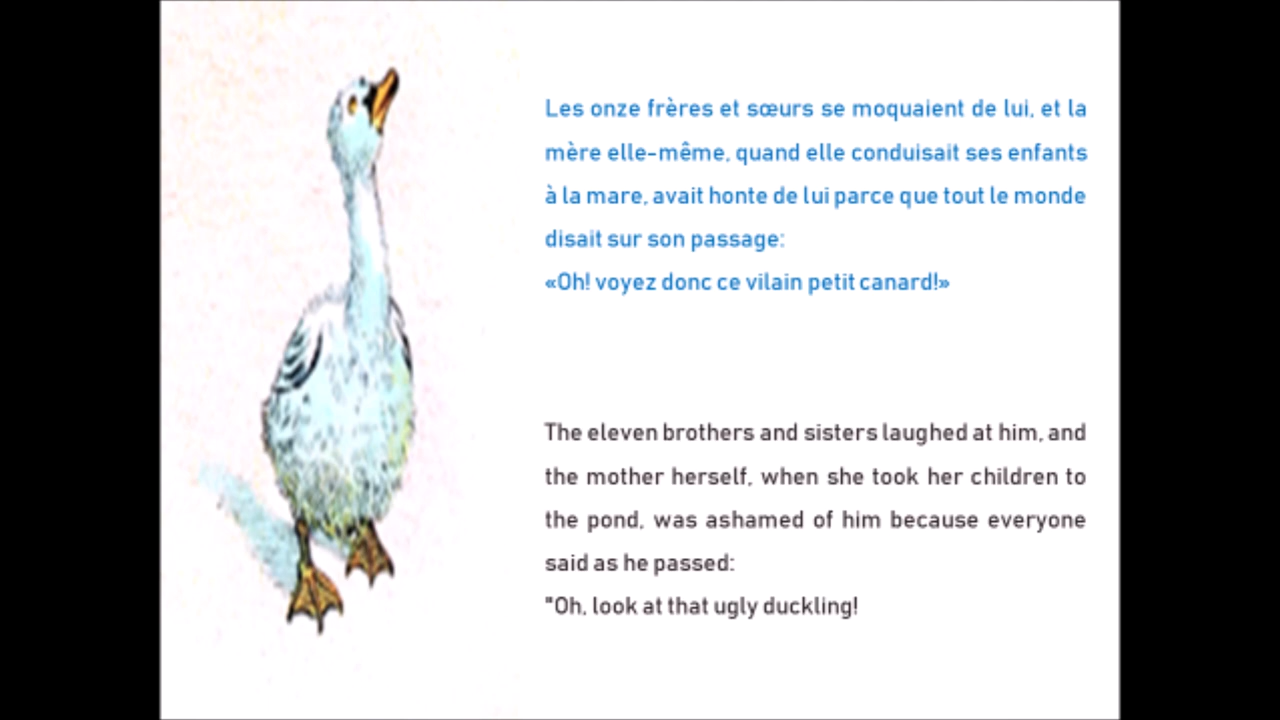 Les onze frères et sœurs se moquaient de lui, et la
mère elle-même, quand elle conduisait ses enfants
à la mare, avait honte de lui parce que tout le monde
disait sur son passage:
«Oh! voyez donc ce vilain petit canard!»
The eleven brothers and sisters laughed at him, and
the mother herself, when she took her children to
the pond, was ashamed of him because everyone
said as he passed:
"Oh, look at that ugly duckling!